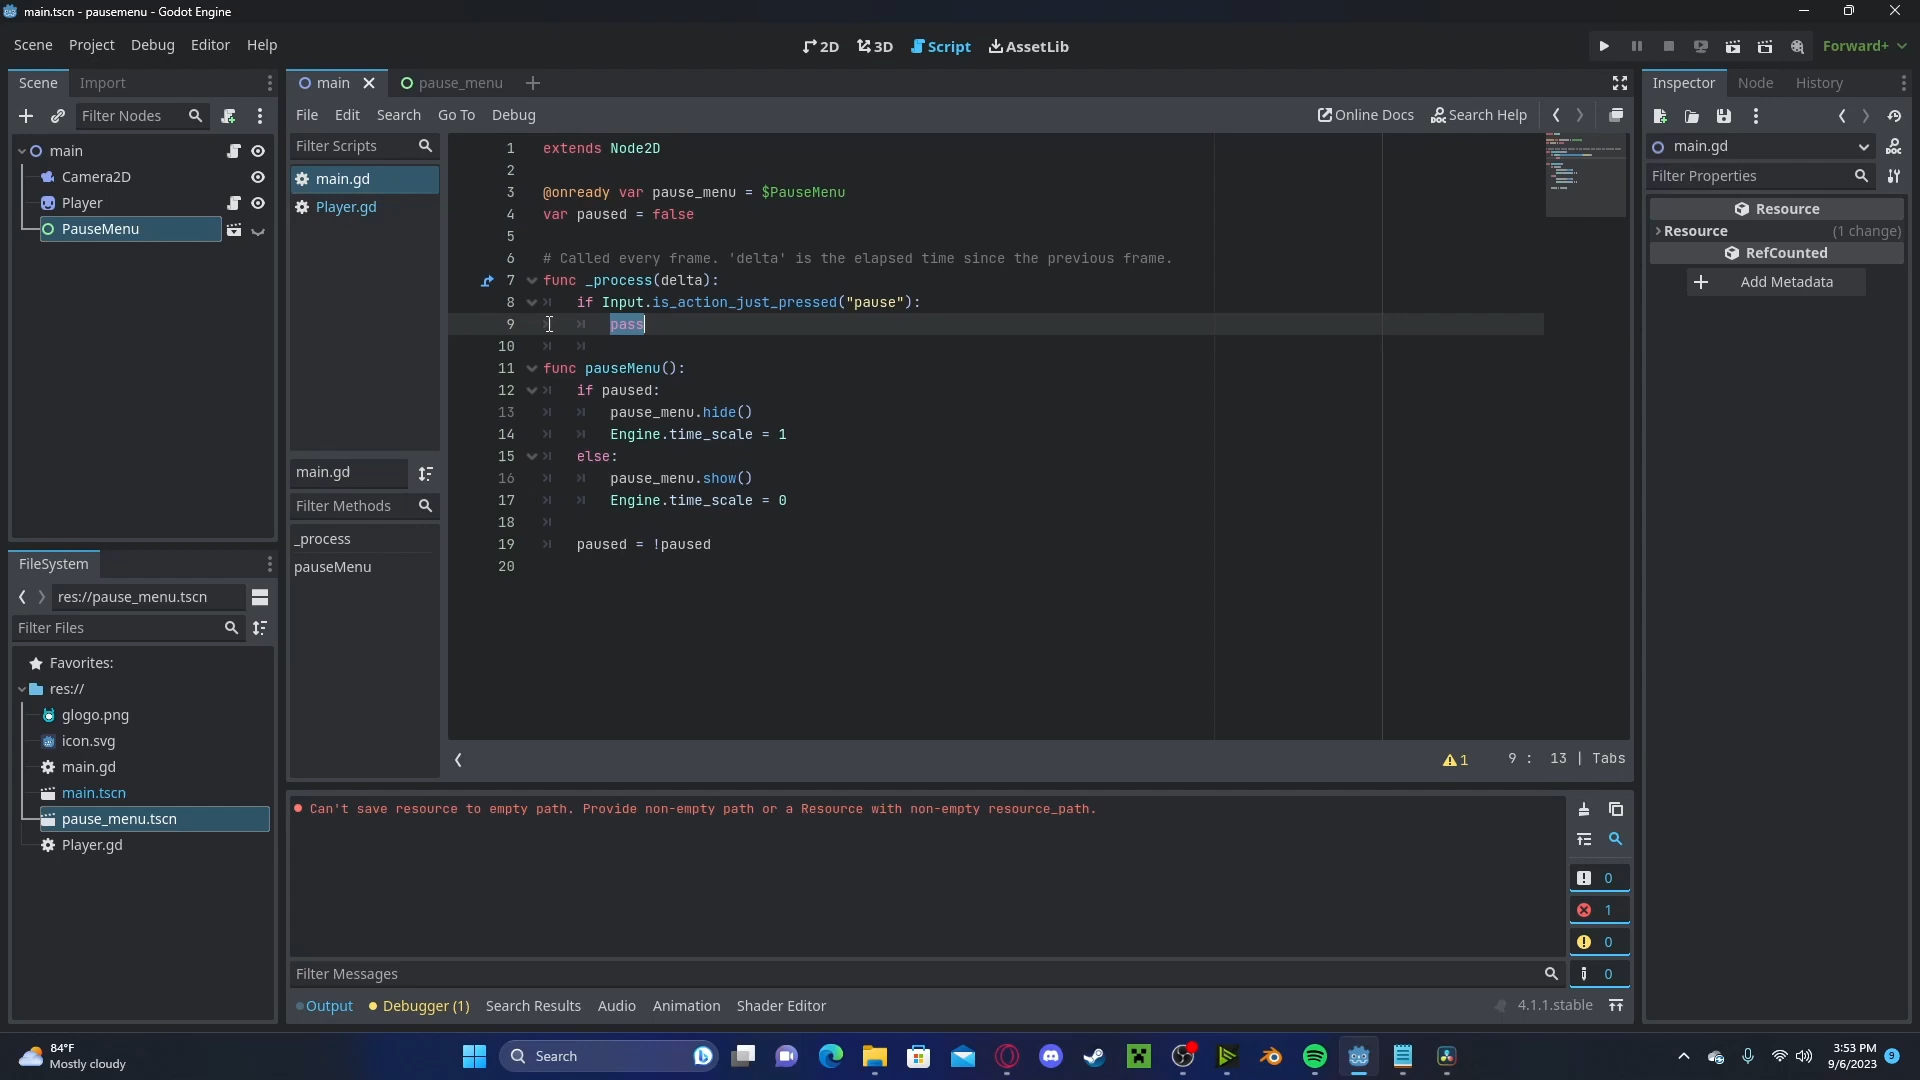 main.tscn - pausemenu - Godot Engine
Scene Project Debug Editor Help
2D 3D Script AssetLib
Forward+
Scene Import
Filter Nodes
main
Camera2D
Player
PauseMenu
FileSystem
res://pause_menu.tscn
Filter Files
Favorites:
res://
glogo.png
icon.svg
main.gd
main.tscn
pause_menu.tscn
Player.gd
main pause_menu
File Edit Search Go To Debug
Online Docs Search Help
Filter Scripts
main.gd
Player.gd
main.gd
Filter Methods
_process
pauseMenu
1 extends Node2D
2
3 @onready var pause_menu = $PauseMenu
4 var paused = false
5
6 # Called every frame. 'delta' is the elapsed time since the previous frame.
7 func _process(delta):
8 if Input.is_action_just_pressed("pause"):
9 pass
10
11 func pauseMenu():
12 if paused:
13 pause_menu.hide()
14 Engine.time_scale = 1
15 else:
16 pause_menu.show()
17 Engine.time_scale = 0
18
19 paused = !paused
20
1 9 : 13 | Tabs
Can't save resource to empty path. Provide non-empty path or a Resource with non-empty resource_path.
0
1
0
0
Filter Messages
Output Debugger (1) Search Results Audio Animation Shader Editor
4.1.1.stable
Inspector Node History
main.gd
Filter Properties
Resource
Resource (1 change)
RefCounted
Add Metadata
84°F
Mostly cloudy
Search
3:53 PM
9/6/2023
9